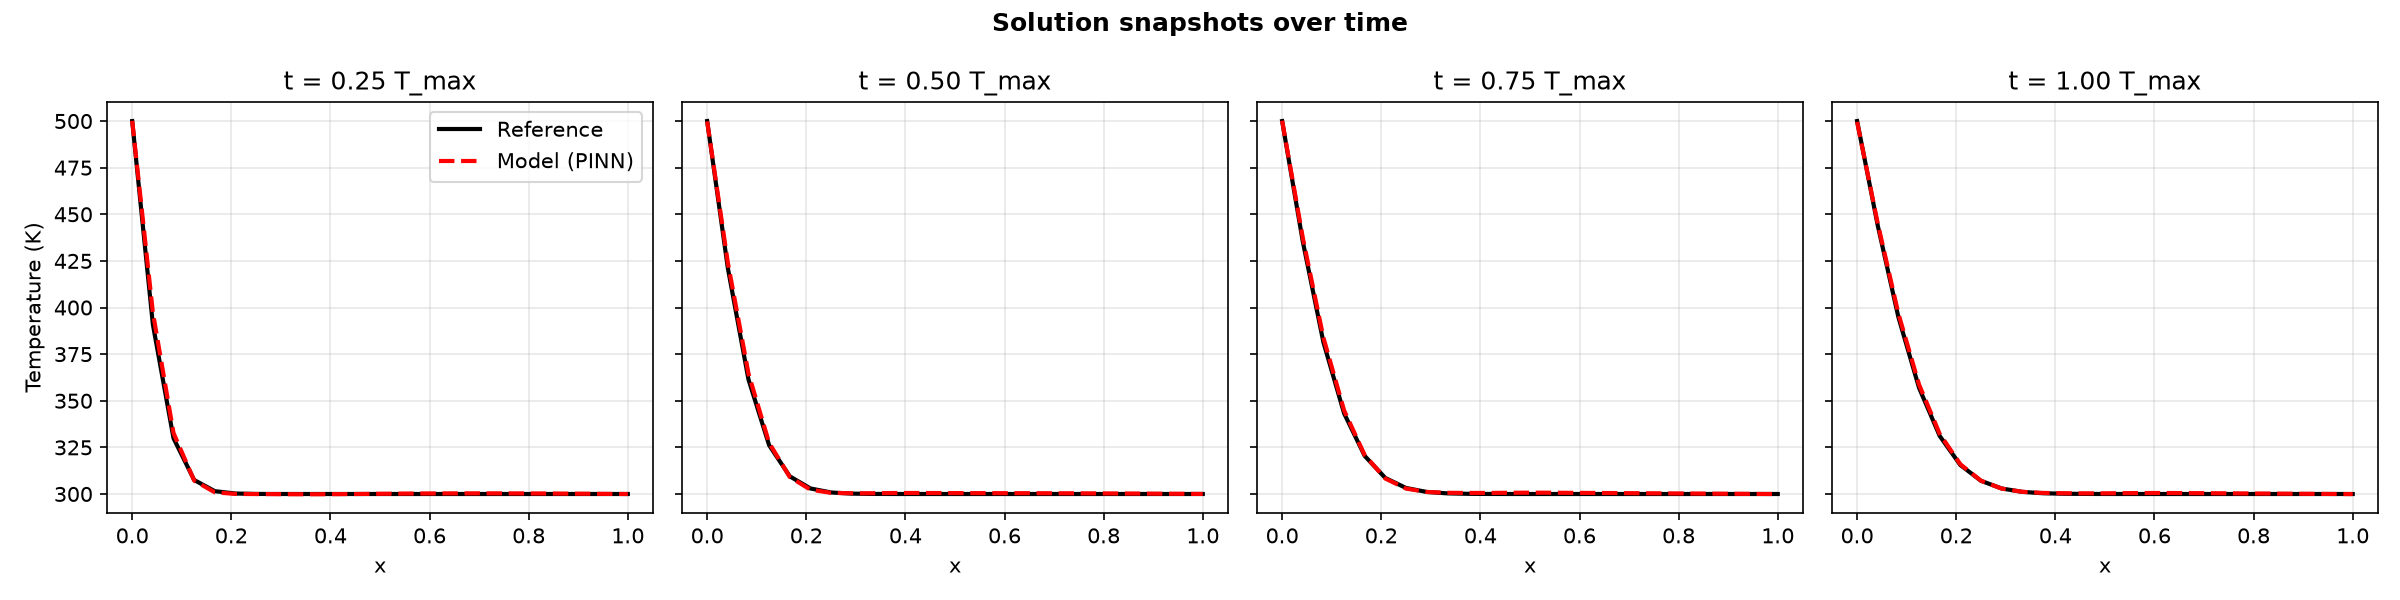 Solution snapshots over time
t = 0.25 T_max
t = 0.50 T_max
t = 0.75 T_max
t = 1.00 T_max
Temperature (K)
500
475
450
425
400
375
350
325
300
Reference
Model (PINN)
0.0 0.2 0.4 0.6 0.8 1.0
0.0 0.2 0.4 0.6 0.8 1.0
0.0 0.2 0.4 0.6 0.8 1.0
0.0 0.2 0.4 0.6 0.8 1.0
x
x
x
x